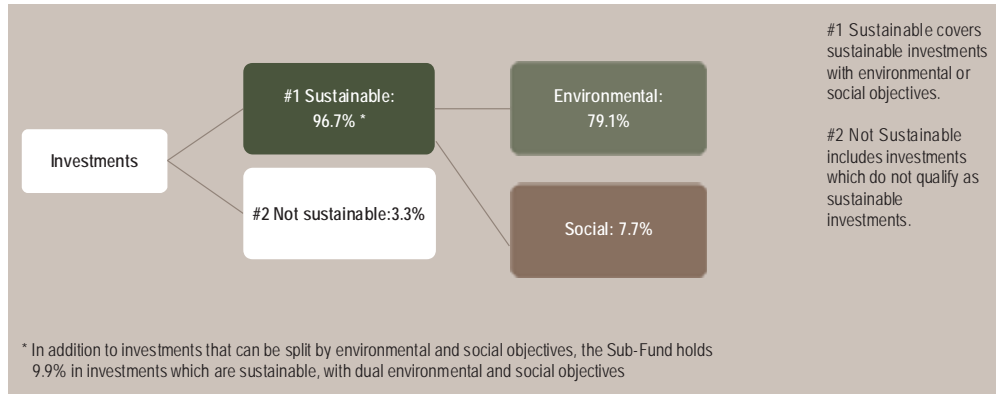 Investments
#1 Sustainable:
96.7% *
#2 Not sustainable:3.3%
Environmental:
79.1%
Social: 7.7%
#1 Sustainable covers
sustainable investments
with environmental or
social objectives.
#2 Not Sustainable
includes investments
which do not qualify as
sustainable
investments.
* In addition to investments that can be split by environmental and social objectives, the Sub-Fund holds
9.9% in investments which are sustainable, with dual environmental and social objectives